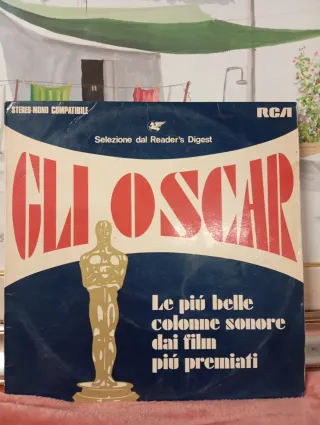 STEREO-MONO COMPATIBILE
RCA
Selezione dal Reader's Digest
GLI OSCAR
Le piú belle
colonne sonore
dai film
piú premiati